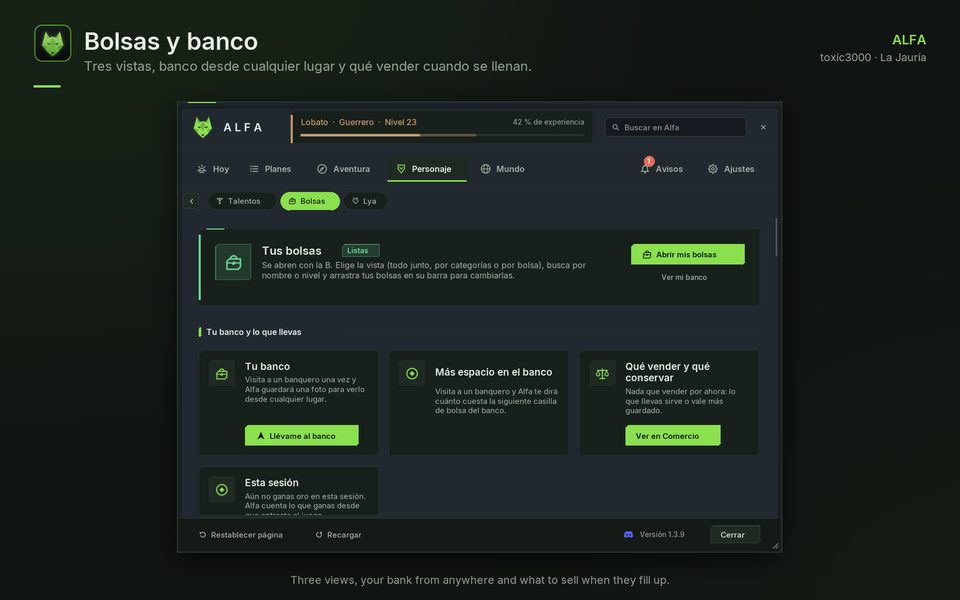 Bolsas y banco
Tres vistas, banco desde cualquier lugar y qué vender cuando se llenan.
ALFA
toxic3000 · La Jauría
ALFA
Lobato · Guerrero · Nivel 23
42 % de experiencia
Buscar en Alfa
Hoy
Planes
Aventura
Personaje
Mundo
1
Avisos
Ajustes
Talentos
Bolsas
Lya
Tus bolsas
Listas
Se abren con la B. Elige la vista (todo junto, por categorías o por bolsa), busca por
nombre o nivel y arrastra tus bolsas en su barra para cambiarlas.
Abrir mis bolsas
Ver mi banco
Tu banco y lo que llevas
Tu banco
Visita a un banquero una vez y
Alfa guardará una foto para verlo
desde cualquier lugar.
Llévame al banco
Más espacio en el banco
Visita a un banquero y Alfa te dirá
cuánto cuesta la siguiente casilla
de bolsa del banco.
Qué vender y qué
conservar
Nada que vender por ahora: lo
que llevas sirve o vale más
guardado.
Ver en Comercio
Esta sesión
Aún no ganas oro en esta sesión.
Alfa cuenta lo que ganas desde
Restablecer página
Recargar
Versión 1.3.9
Cerrar
Three views, your bank from anywhere and what to sell when they fill up.